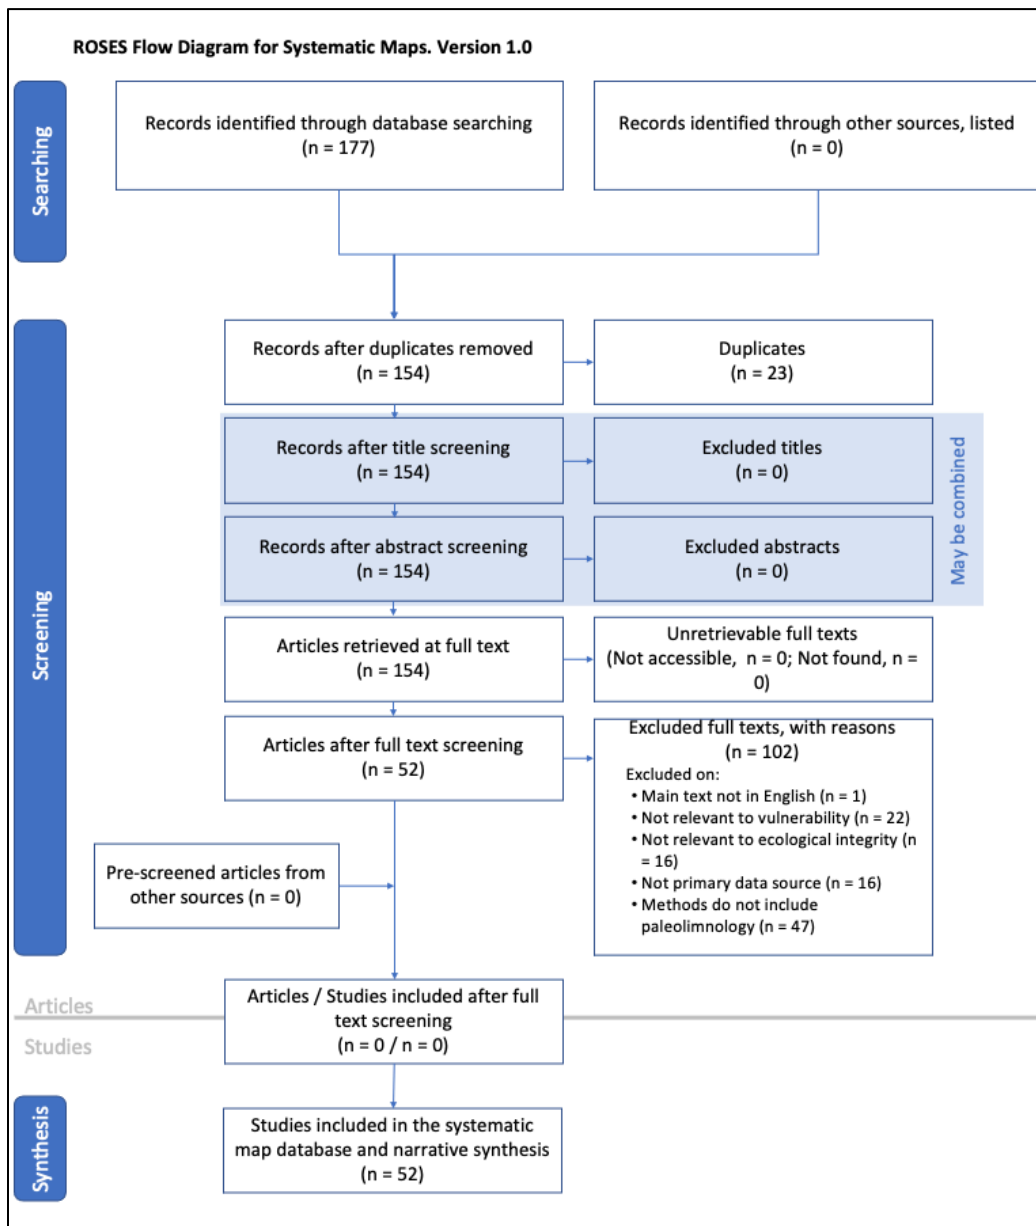 ROSES Flow Diagram for Systematic Maps. Version 1.0
Searching
Records identified through database searching
(n = 177)
Records identified through other sources, listed
(n = 0)
Screening
Records after duplicates removed
(n = 154)
Duplicates
(n = 23)
Records after title screening
(n = 154)
Excluded titles
(n = 0)
May be combined
Records after abstract screening
(n = 154)
Excluded abstracts
(n = 0)
Articles retrieved at full text
(n = 154)
Unretrievable full texts
(Not accessible, n = 0; Not found, n =
0)
Articles after full text screening
(n = 52)
Excluded full texts, with reasons
(n = 102)
Excluded on:
• Main text not in English (n = 1)
• Not relevant to vulnerability (n = 22)
• Not relevant to ecological integrity (n
= 16)
• Not primary data source (n = 16)
• Methods do not include
paleolimnology (n = 47)
Pre-screened articles from
other sources (n = 0)
Articles / Studies included after full
text screening
(n = 0 / n = 0)
Articles
Studies
Synthesis
Studies included in the systematic
map database and narrative synthesis
(n = 52)